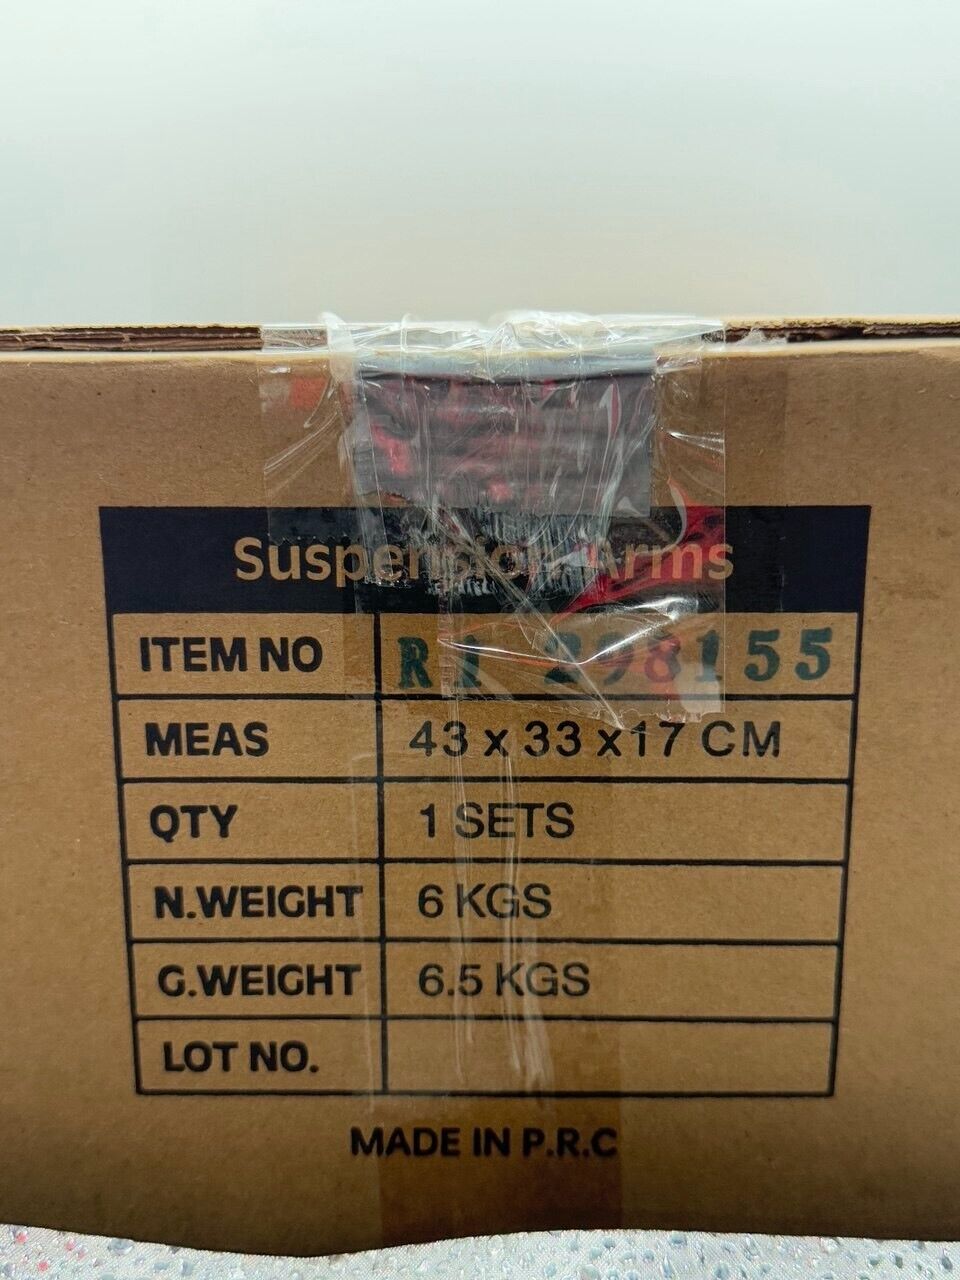 Suspension Arms
ITEM NO R1 298155
MEAS 43 x 33 x17 CM
QTY 1 SETS
N.WEIGHT 6 KGS
G.WEIGHT 6.5 KGS
LOT NO.
MADE IN P.R.C